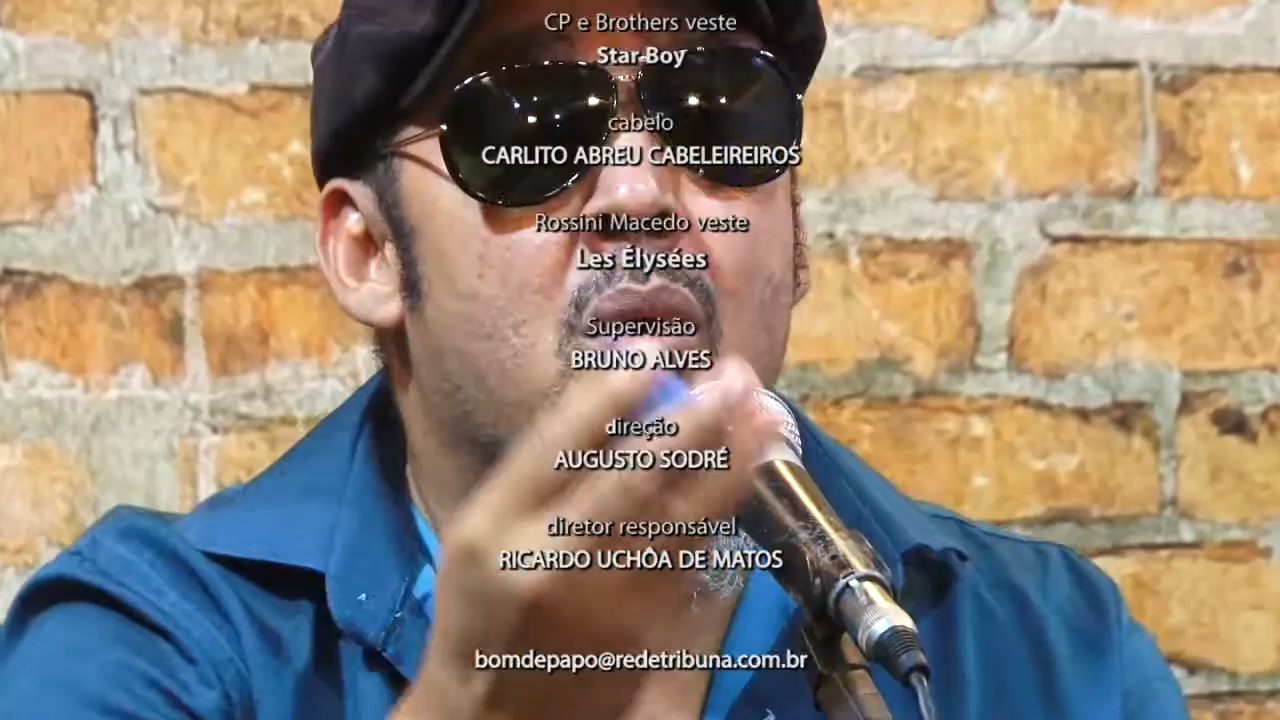 CP e Brothers veste
Star Boy
cabelo
CARLITO ABREU CABELEIREIROS
Rossini Macedo veste
Les Élysées
Supervisão
BRUNO ALVES
direção
AUGUSTO SODRÉ
diretor responsável
RICARDO UCHÔA DE MATOS
bomdepapo@redetribuna.com.br